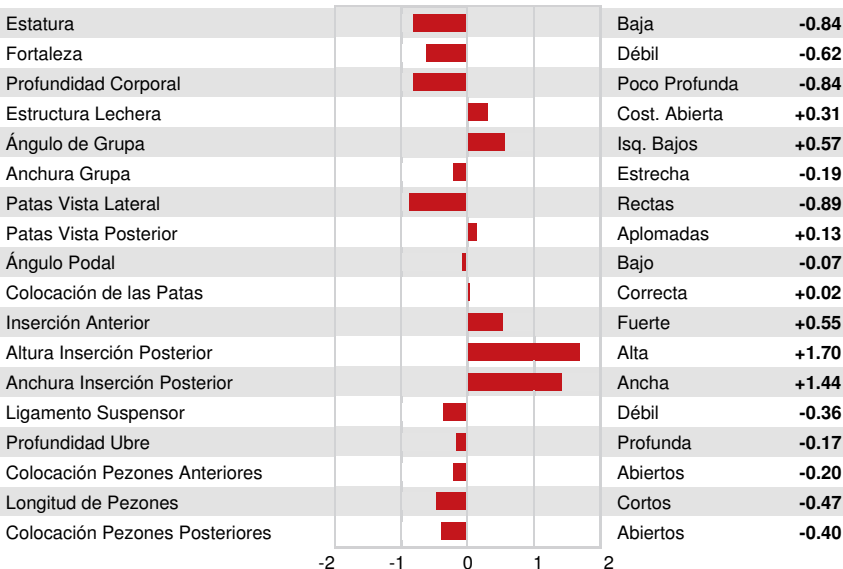 Estatura Baja -0.84
Fortaleza Débil -0.62
Profundidad Corporal Poco Profunda -0.84
Estructura Lechera Cost. Abierta +0.31
Ángulo de Grupa Isq. Bajos +0.57
Anchura Grupa Estrecha -0.19
Patas Vista Lateral Rectas -0.89
Patas Vista Posterior Aplomadas +0.13
Ángulo Podal Bajo -0.07
Colocación de las Patas Correcta +0.02
Inserción Anterior Fuerte +0.55
Altura Inserción Posterior Alta +1.70
Anchura Inserción Posterior Ancha +1.44
Ligamento Suspensor Débil -0.36
Profundidad Ubre Profunda -0.17
Colocación Pezones Anteriores Abiertos -0.20
Longitud de Pezones Cortos -0.47
Colocación Pezones Posteriores Abiertos -0.40
-2 -1 0 1 2